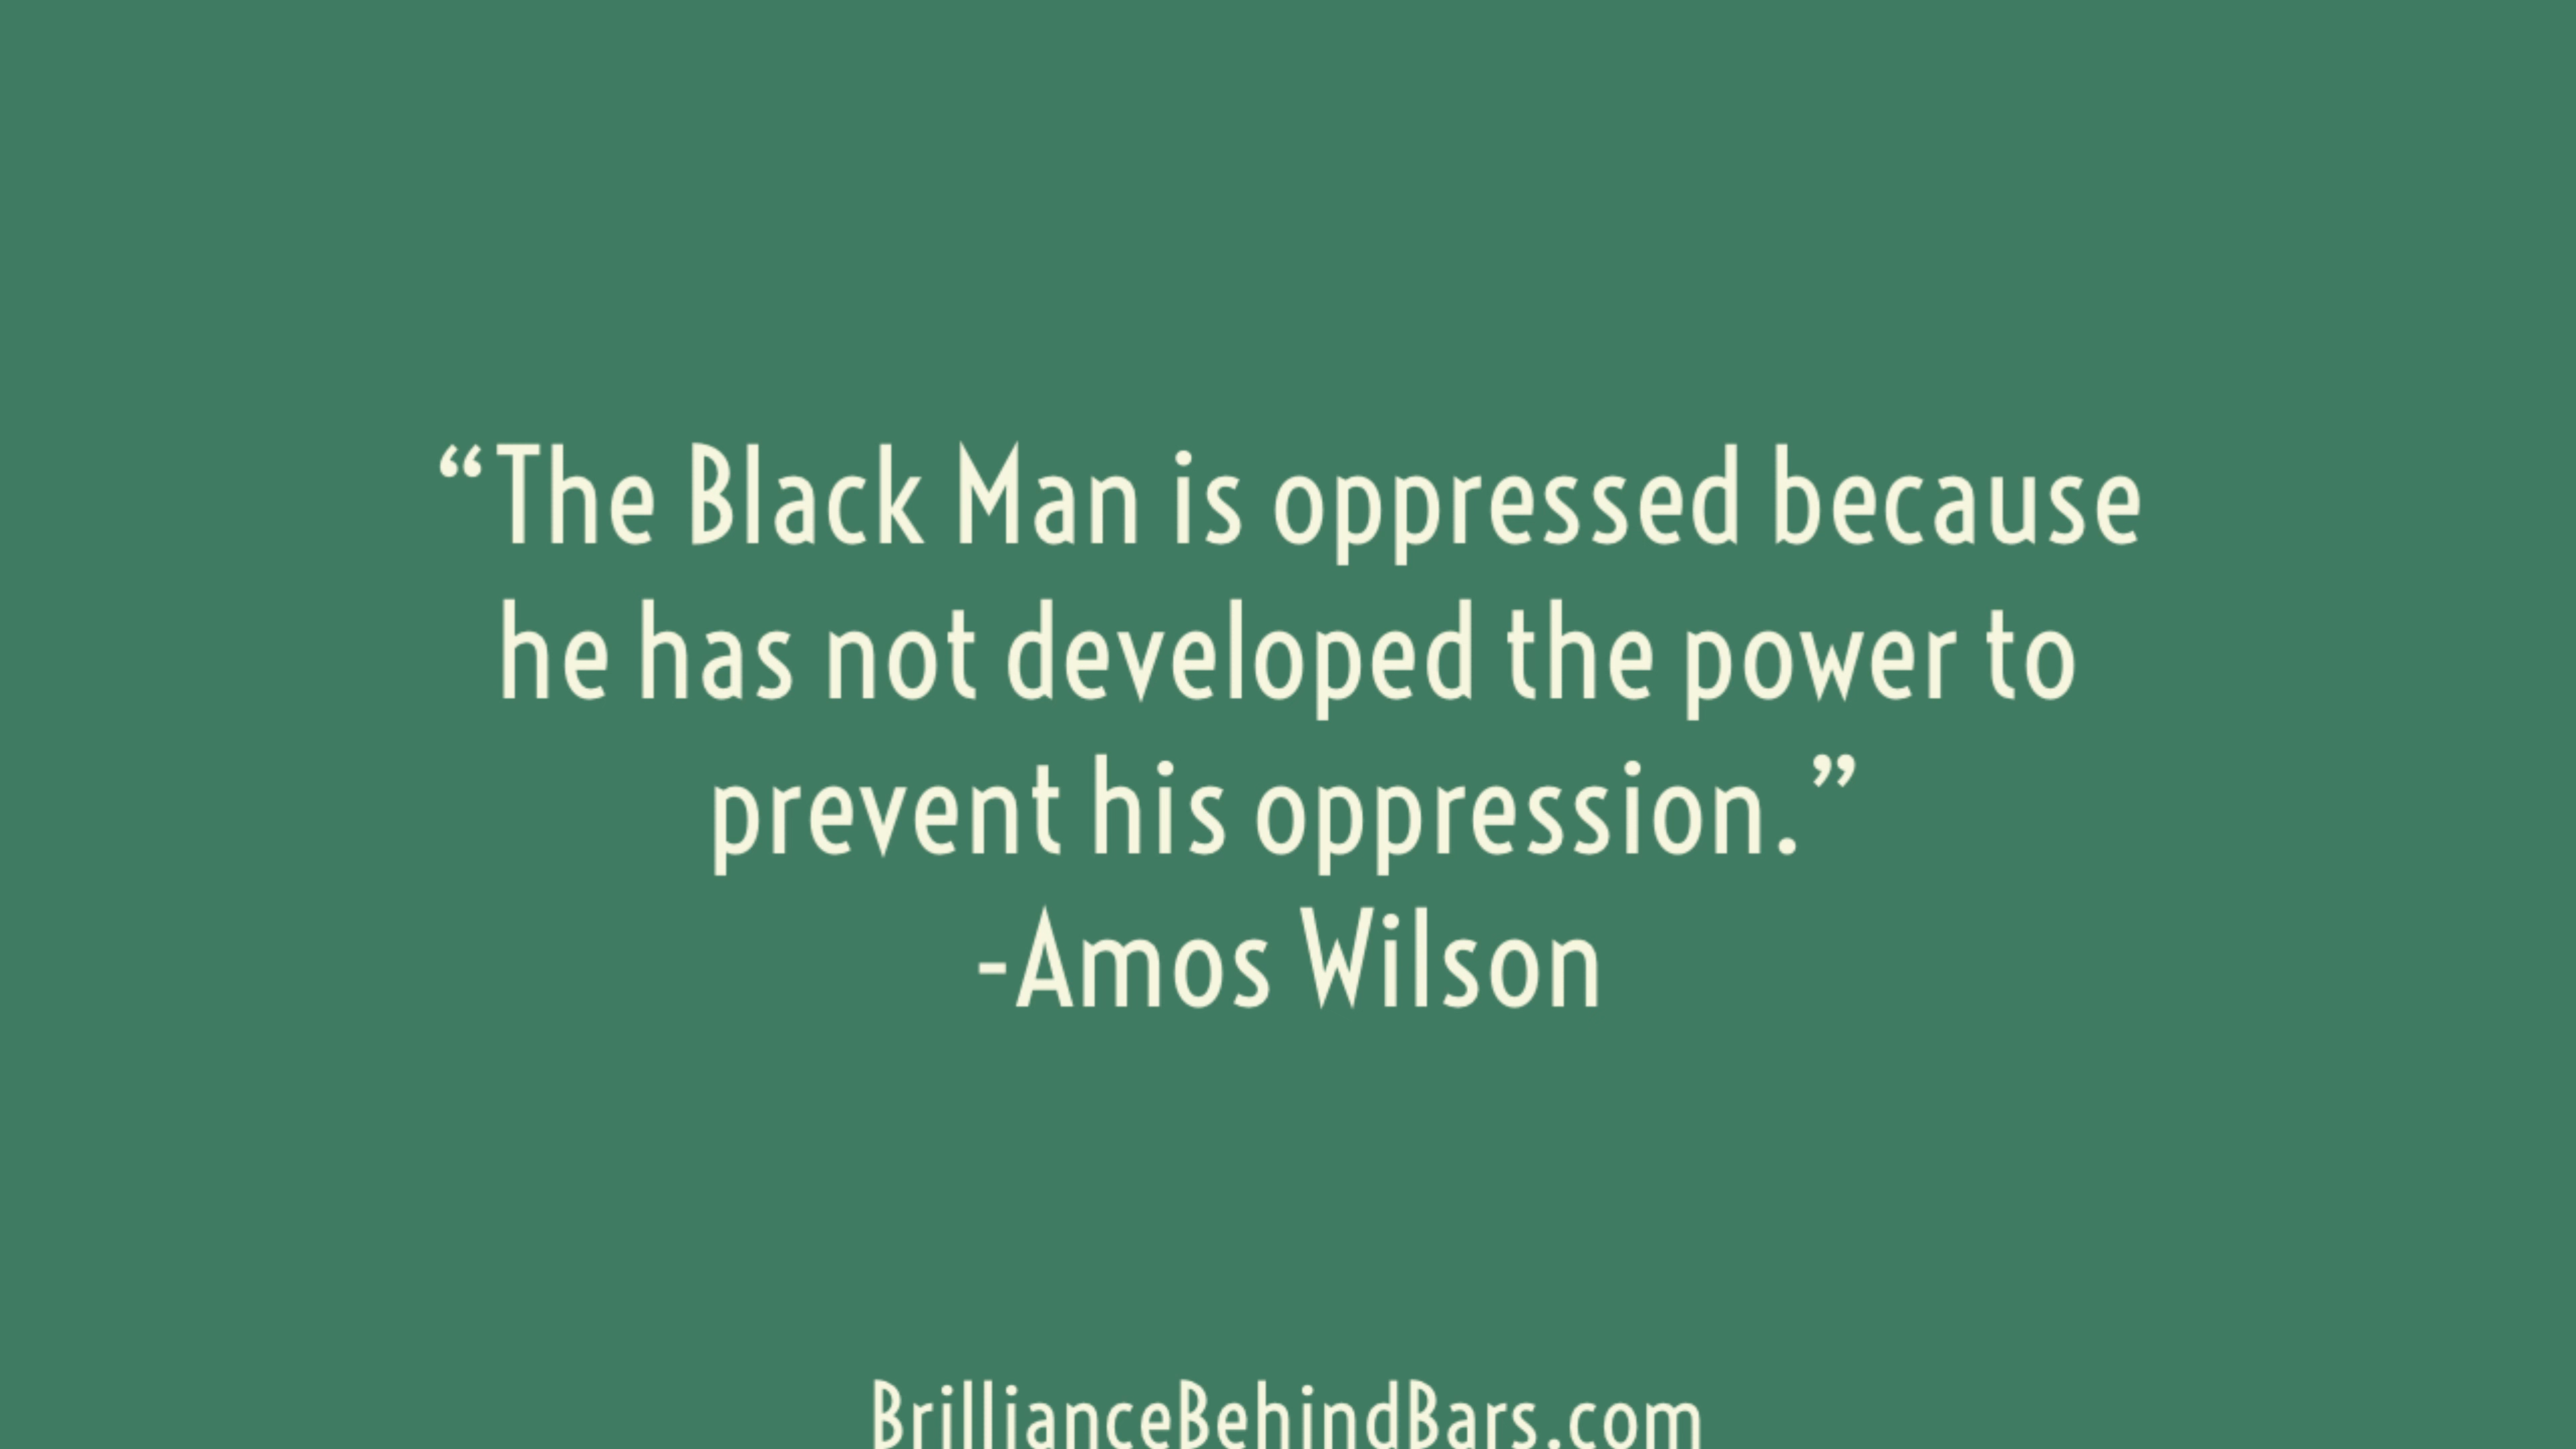 “The Black Man is oppressed because
he has not developed the power to
prevent his oppression.”
-Amos Wilson
BrillianceBehindBars.com